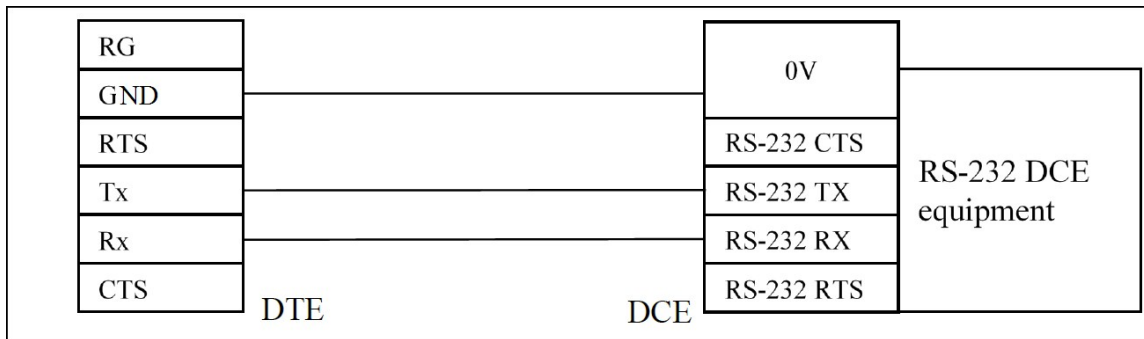 RG
GND
RTS
Tx
Rx
CTS
DTE
DCE
0V
RS-232 CTS
RS-232 TX
RS-232 RX
RS-232 RTS
RS-232 DCE
equipment